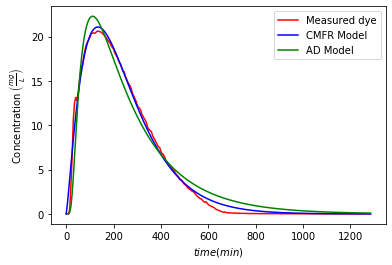 Measured dye
CMFR Model
AD Model
Concentration (mg/L)
20
15
10
5
0
0 200 400 600 800 1000 1200
time(min)